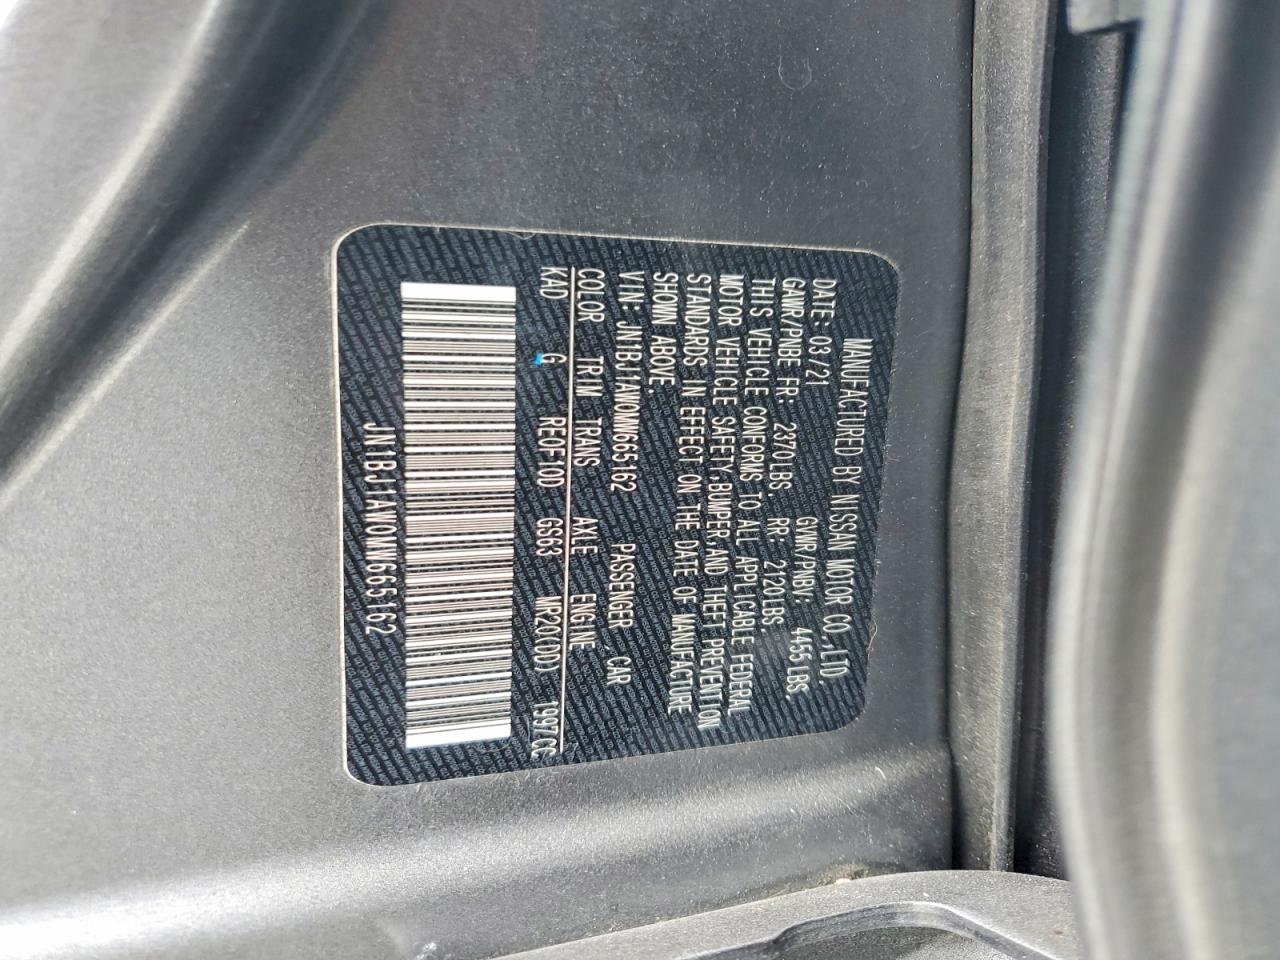 MANUFACTURED BY NISSAN MOTOR CO.,LTD
DATE: 03 /21 GVWR/PNBV: 4455 LBS.
GAWR/PNBE FR: 2370 LBS. RR: 2120 LBS
THIS VEHICLE CONFORMS TO ALL APPLICABLE FEDERAL
MOTOR VEHICLE SAFETY,BUMPER,AND THEFT PREVENTION
STANDARDS IN EFFECT ON THE DATE OF MANUFACTURE
SHOWN ABOVE.
VIN: JN1BJ1AW0MW665162 PASSENGER CAR
COLOR TRIM TRANS AXLE ENGINE
KAD G RE0F10D GS63 MR20(DD) 1997CC
JN1BJ1AW0MW665162